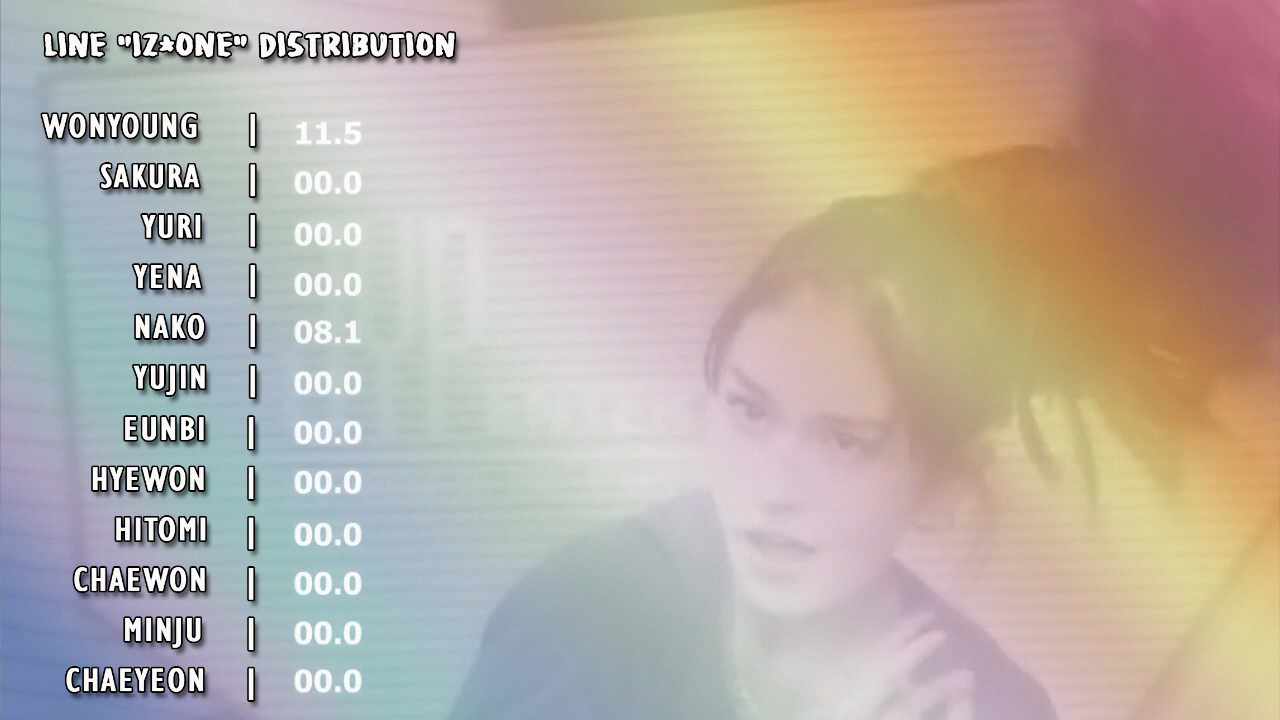 LINE "IZ*ONE" DISTRIBUTION
WONYOUNG | 11.5
SAKURA | 00.0
YURI | 00.0
YENA | 00.0
NAKO | 08.1
YUJIN | 00.0
EUNBI | 00.0
HYEWON | 00.0
HITOMI | 00.0
CHAEWON | 00.0
MINJU | 00.0
CHAEYEON | 00.0